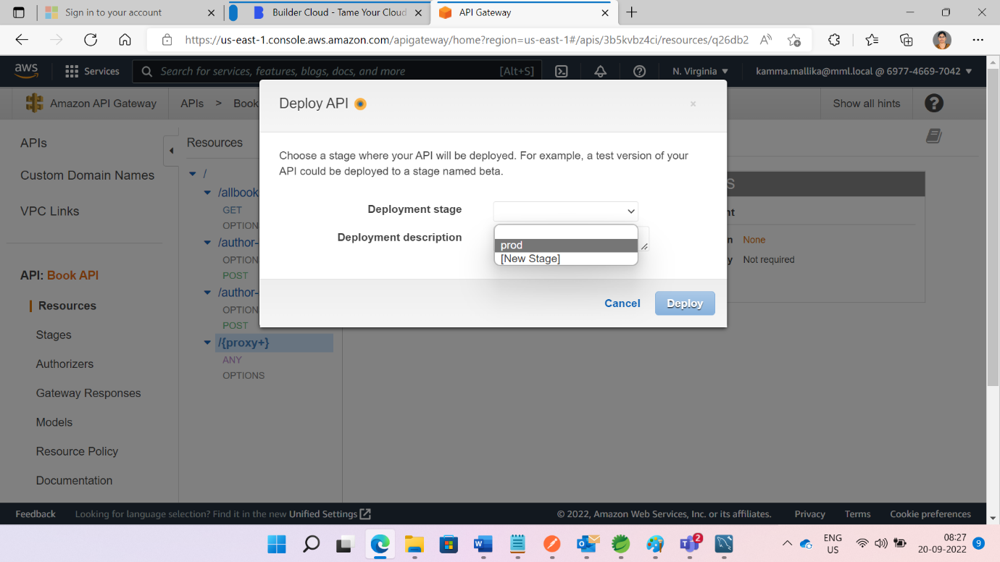 Sign in to your account
Builder Cloud - Tame Your Cloud
API Gateway
https://us-east-1.console.aws.amazon.com/apigateway/home?region=us-east-1#/apis/3b5kvbz4ci/resources/q26db2
aws
Services
Search for services, features, blogs, docs, and more
[Alt+S]
N. Virginia
kamma.mallika@mml.local @ 6977-4669-7042
Amazon API Gateway
APIs > Book
Show all hints
Deploy API
Choose a stage where your API will be deployed. For example, a test version of your
API could be deployed to a stage named beta.
Deployment stage
Deployment description
prod
[New Stage]
Cancel
Deploy
APIs
Custom Domain Names
VPC Links
API: Book API
Resources
Stages
Authorizers
Gateway Responses
Models
Resource Policy
Documentation
Resources
/
/allbook
GET
OPTION
/author-
OPTION
POST
/author-
OPTION
POST
/{proxy+}
ANY
OPTIONS
S
nt
n None
y Not required
Feedback
Looking for language selection? Find it in the new Unified Settings
© 2022, Amazon Web Services, Inc. or its affiliates.
Privacy
Terms
Cookie preferences
2
ENG
US
08:27
20-09-2022
9